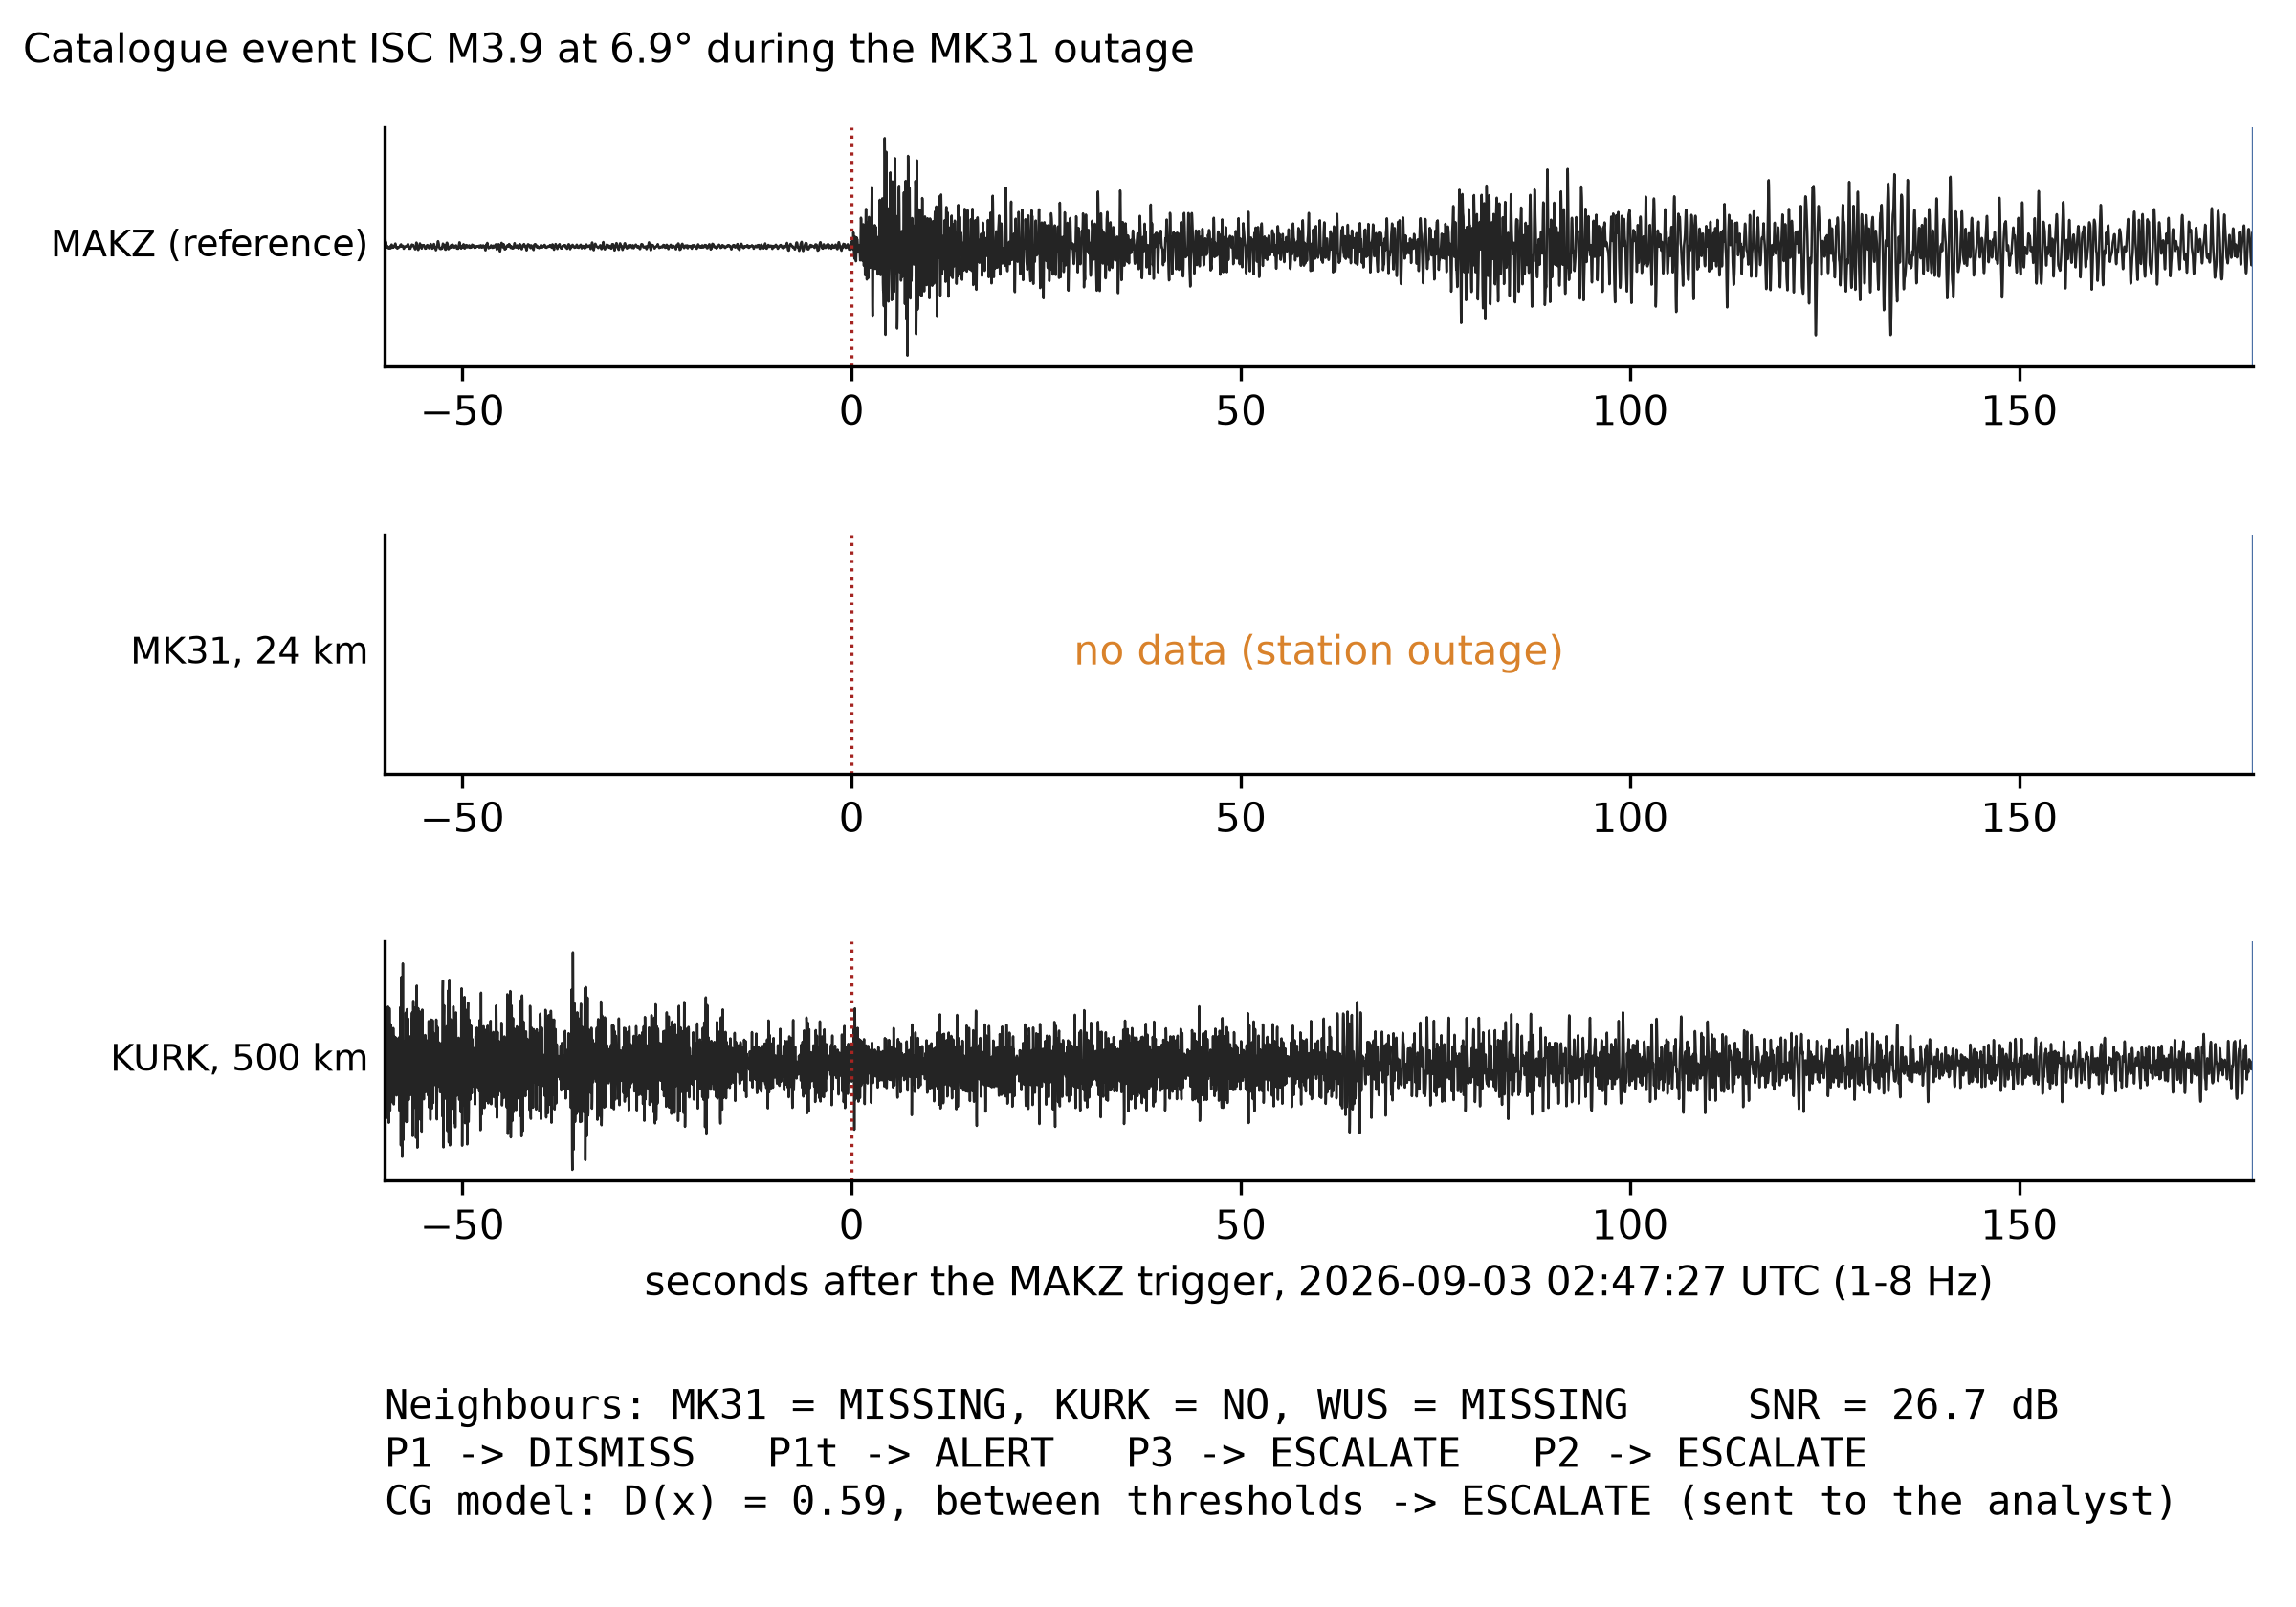 Catalogue event ISC M3.9 at 6.9° during the MK31 outage
MAKZ (reference)
−50 0 50 100 150
MK31, 24 km
no data (station outage)
−50 0 50 100 150
KURK, 500 km
−50 0 50 100 150
seconds after the MAKZ trigger, 2026-09-03 02:47:27 UTC (1-8 Hz)
Neighbours: MK31 = MISSING, KURK = NO, WUS = MISSING SNR = 26.7 dB
P1 -> DISMISS P1t -> ALERT P3 -> ESCALATE P2 -> ESCALATE
CG model: D(x) = 0.59, between thresholds -> ESCALATE (sent to the analyst)